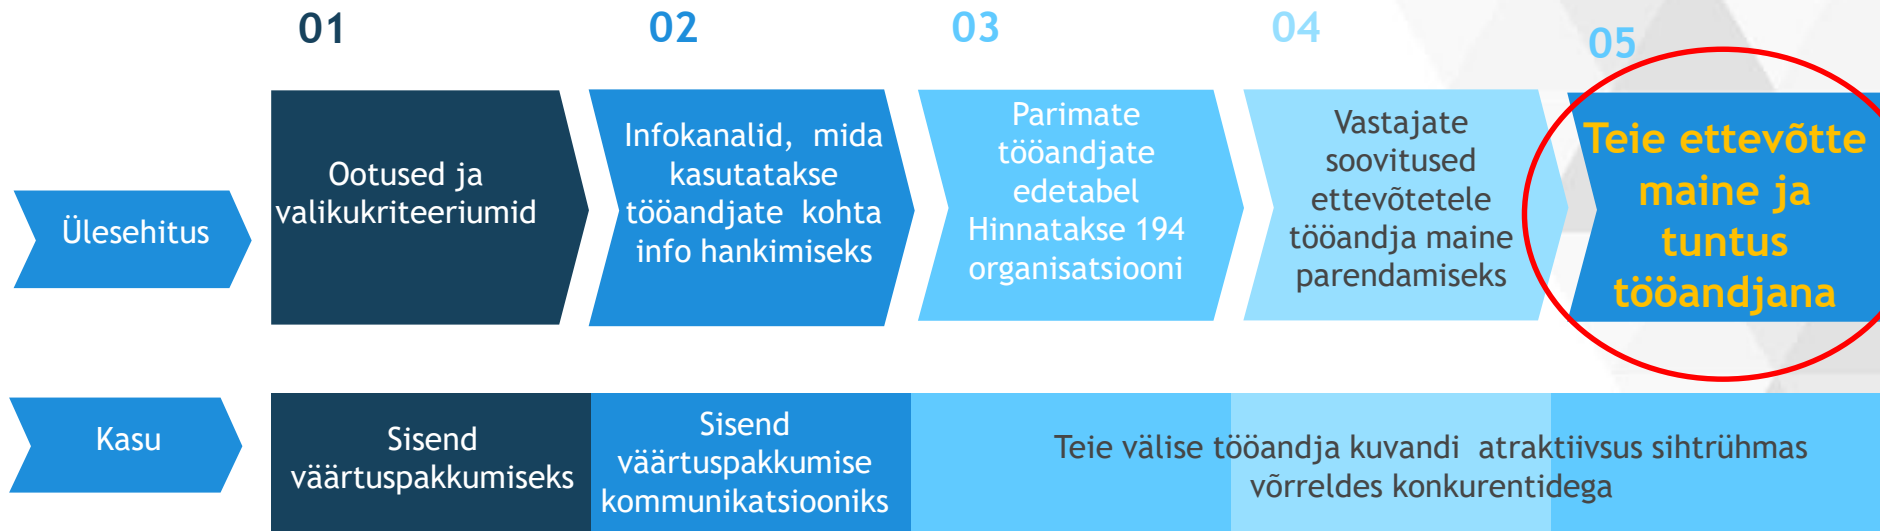 01
02
03
04
05
Ülesehitus
Ootused ja
valikukriteeriumid
Infokanalid, mida
kasutatakse
tööandjate kohta
info hankimiseks
Parimate
tööandjate
edetabel
Hinnatakse 194
organisatsiooni
Vastajate
soovitused
ettevõtetele
tööandja maine
parendamiseks
Teie ettevõtte
maine ja
tuntus
tööandjana
Kasu
Sisend
väärtuspakkumiseks
Sisend
väärtuspakkumise
kommunikatsiooniks
Teie välise tööandja kuvandi atraktiivsus sihtrühmas
võrreldes konkurentidega